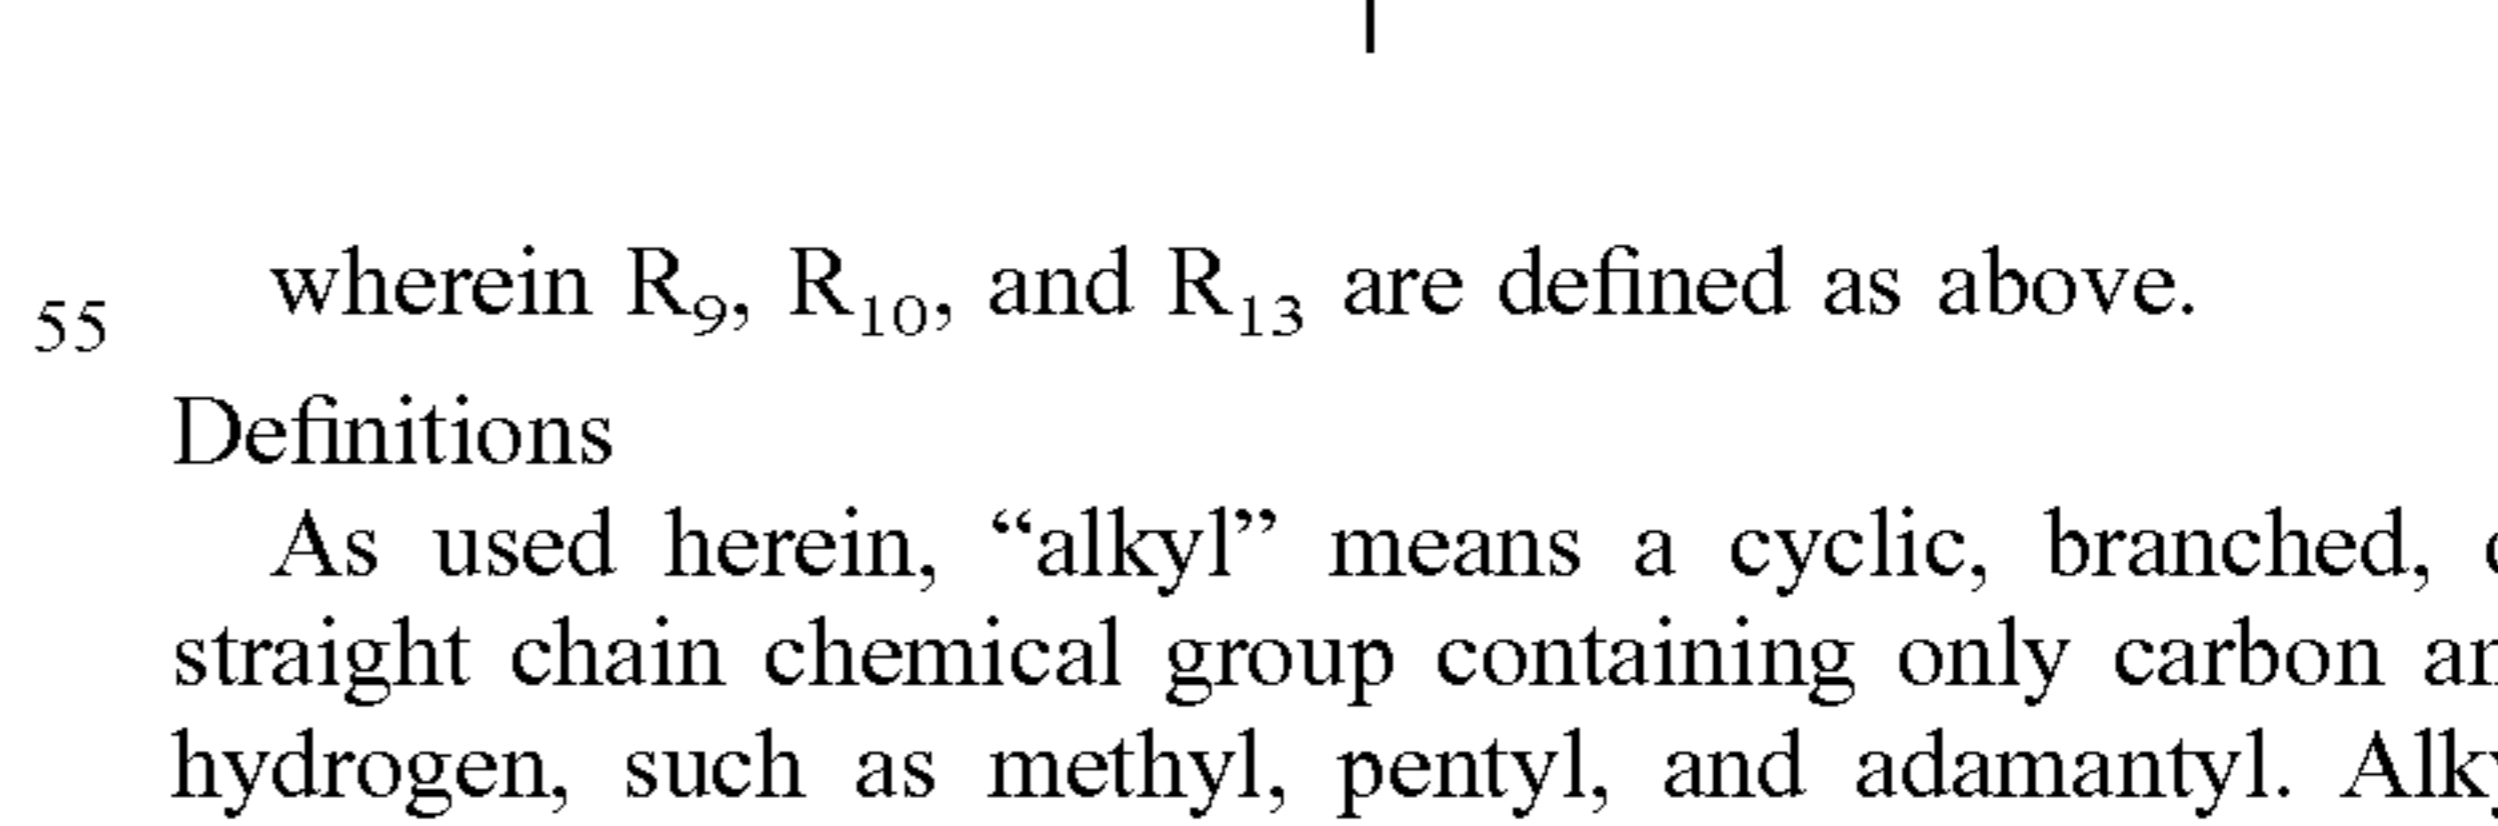 wherein R₉, R₁₀, and R₁₃ are defined as above.
55
Definitions
As used herein, “alkyl” means a cyclic, branched,
straight chain chemical group containing only carbon
hydrogen, such as methyl, pentyl, and adamantyl.